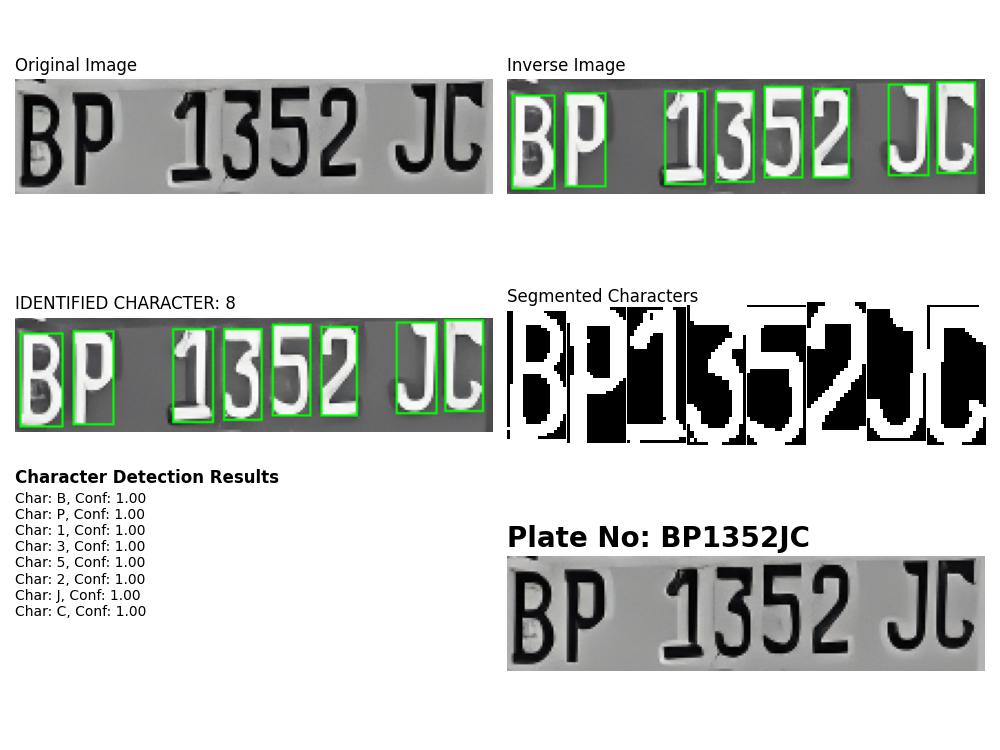 Original Image
BP 1352 JC
Inverse Image
BP 1352 JC
IDENTIFIED CHARACTER: 8
BP 1352 JC
Segmented Characters
BP1352JC
Character Detection Results
Char: B, Conf: 1.00
Char: P, Conf: 1.00
Char: 1, Conf: 1.00
Char: 3, Conf: 1.00
Char: 5, Conf: 1.00
Char: 2, Conf: 1.00
Char: J, Conf: 1.00
Char: C, Conf: 1.00
Plate No: BP1352JC
BP 1352 JC